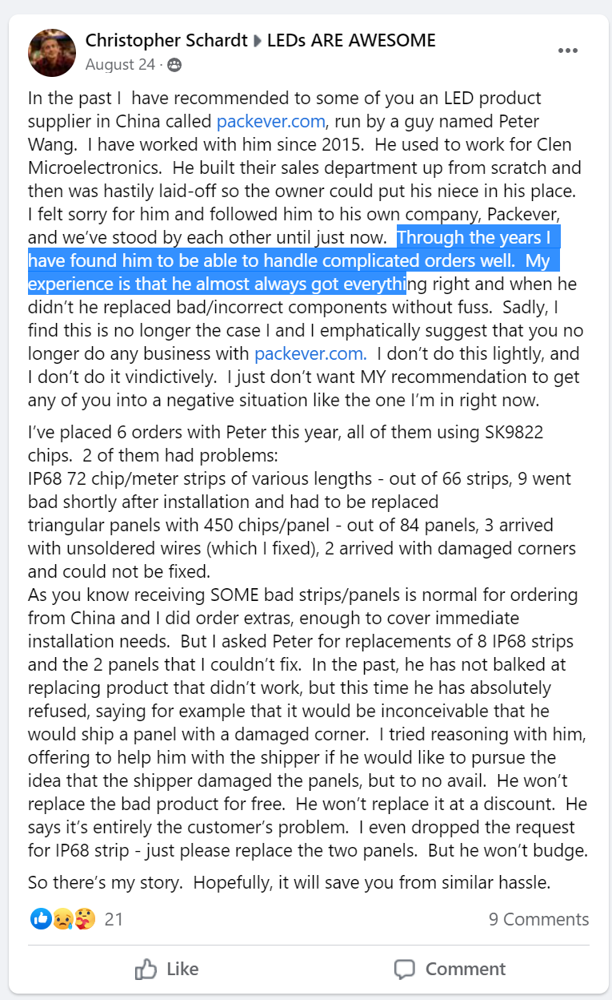 Christopher Schardt ▸ LEDs ARE AWESOME
August 24 ·
In the past I  have recommended to some of you an LED product
supplier in China called packever.com, run by a guy named Peter
Wang.  I have worked with him since 2015.  He used to work for Clen
Microelectronics.  He built their sales department up from scratch and
then was hastily laid-off so the owner could put his niece in his place.
I felt sorry for him and followed him to his own company, Packever,
and we’ve stood by each other until just now.  Through the years I
have found him to be able to handle complicated orders well.  My
experience is that he almost always got everything right and when he
didn’t he replaced bad/incorrect components without fuss.  Sadly, I
find this is no longer the case I and I emphatically suggest that you no
longer do any business with packever.com.  I don’t do this lightly, and
I don’t do it vindictively.  I just don’t want MY recommendation to get
any of you into a negative situation like the one I’m in right now.
I’ve placed 6 orders with Peter this year, all of them using SK9822
chips.  2 of them had problems:
IP68 72 chip/meter strips of various lengths - out of 66 strips, 9 went
bad shortly after installation and had to be replaced
triangular panels with 450 chips/panel - out of 84 panels, 3 arrived
with unsoldered wires (which I fixed), 2 arrived with damaged corners
and could not be fixed.
As you know receiving SOME bad strips/panels is normal for ordering
from China and I did order extras, enough to cover immediate
installation needs.  But I asked Peter for replacements of 8 IP68 strips
and the 2 panels that I couldn’t fix.  In the past, he has not balked at
replacing product that didn’t work, but this time he has absolutely
refused, saying for example that it would be inconceivable that he
would ship a panel with a damaged corner.  I tried reasoning with him,
offering to help him with the shipper if he would like to pursue the
idea that the shipper damaged the panels, but to no avail.  He won’t
replace the bad product for free.  He won’t replace it at a discount.  He
says it’s entirely the customer’s problem.  I even dropped the request
for IP68 strip - just please replace the two panels.  But he won’t budge.
So there’s my story.  Hopefully, it will save you from similar hassle.
21
9 Comments
Like
Comment